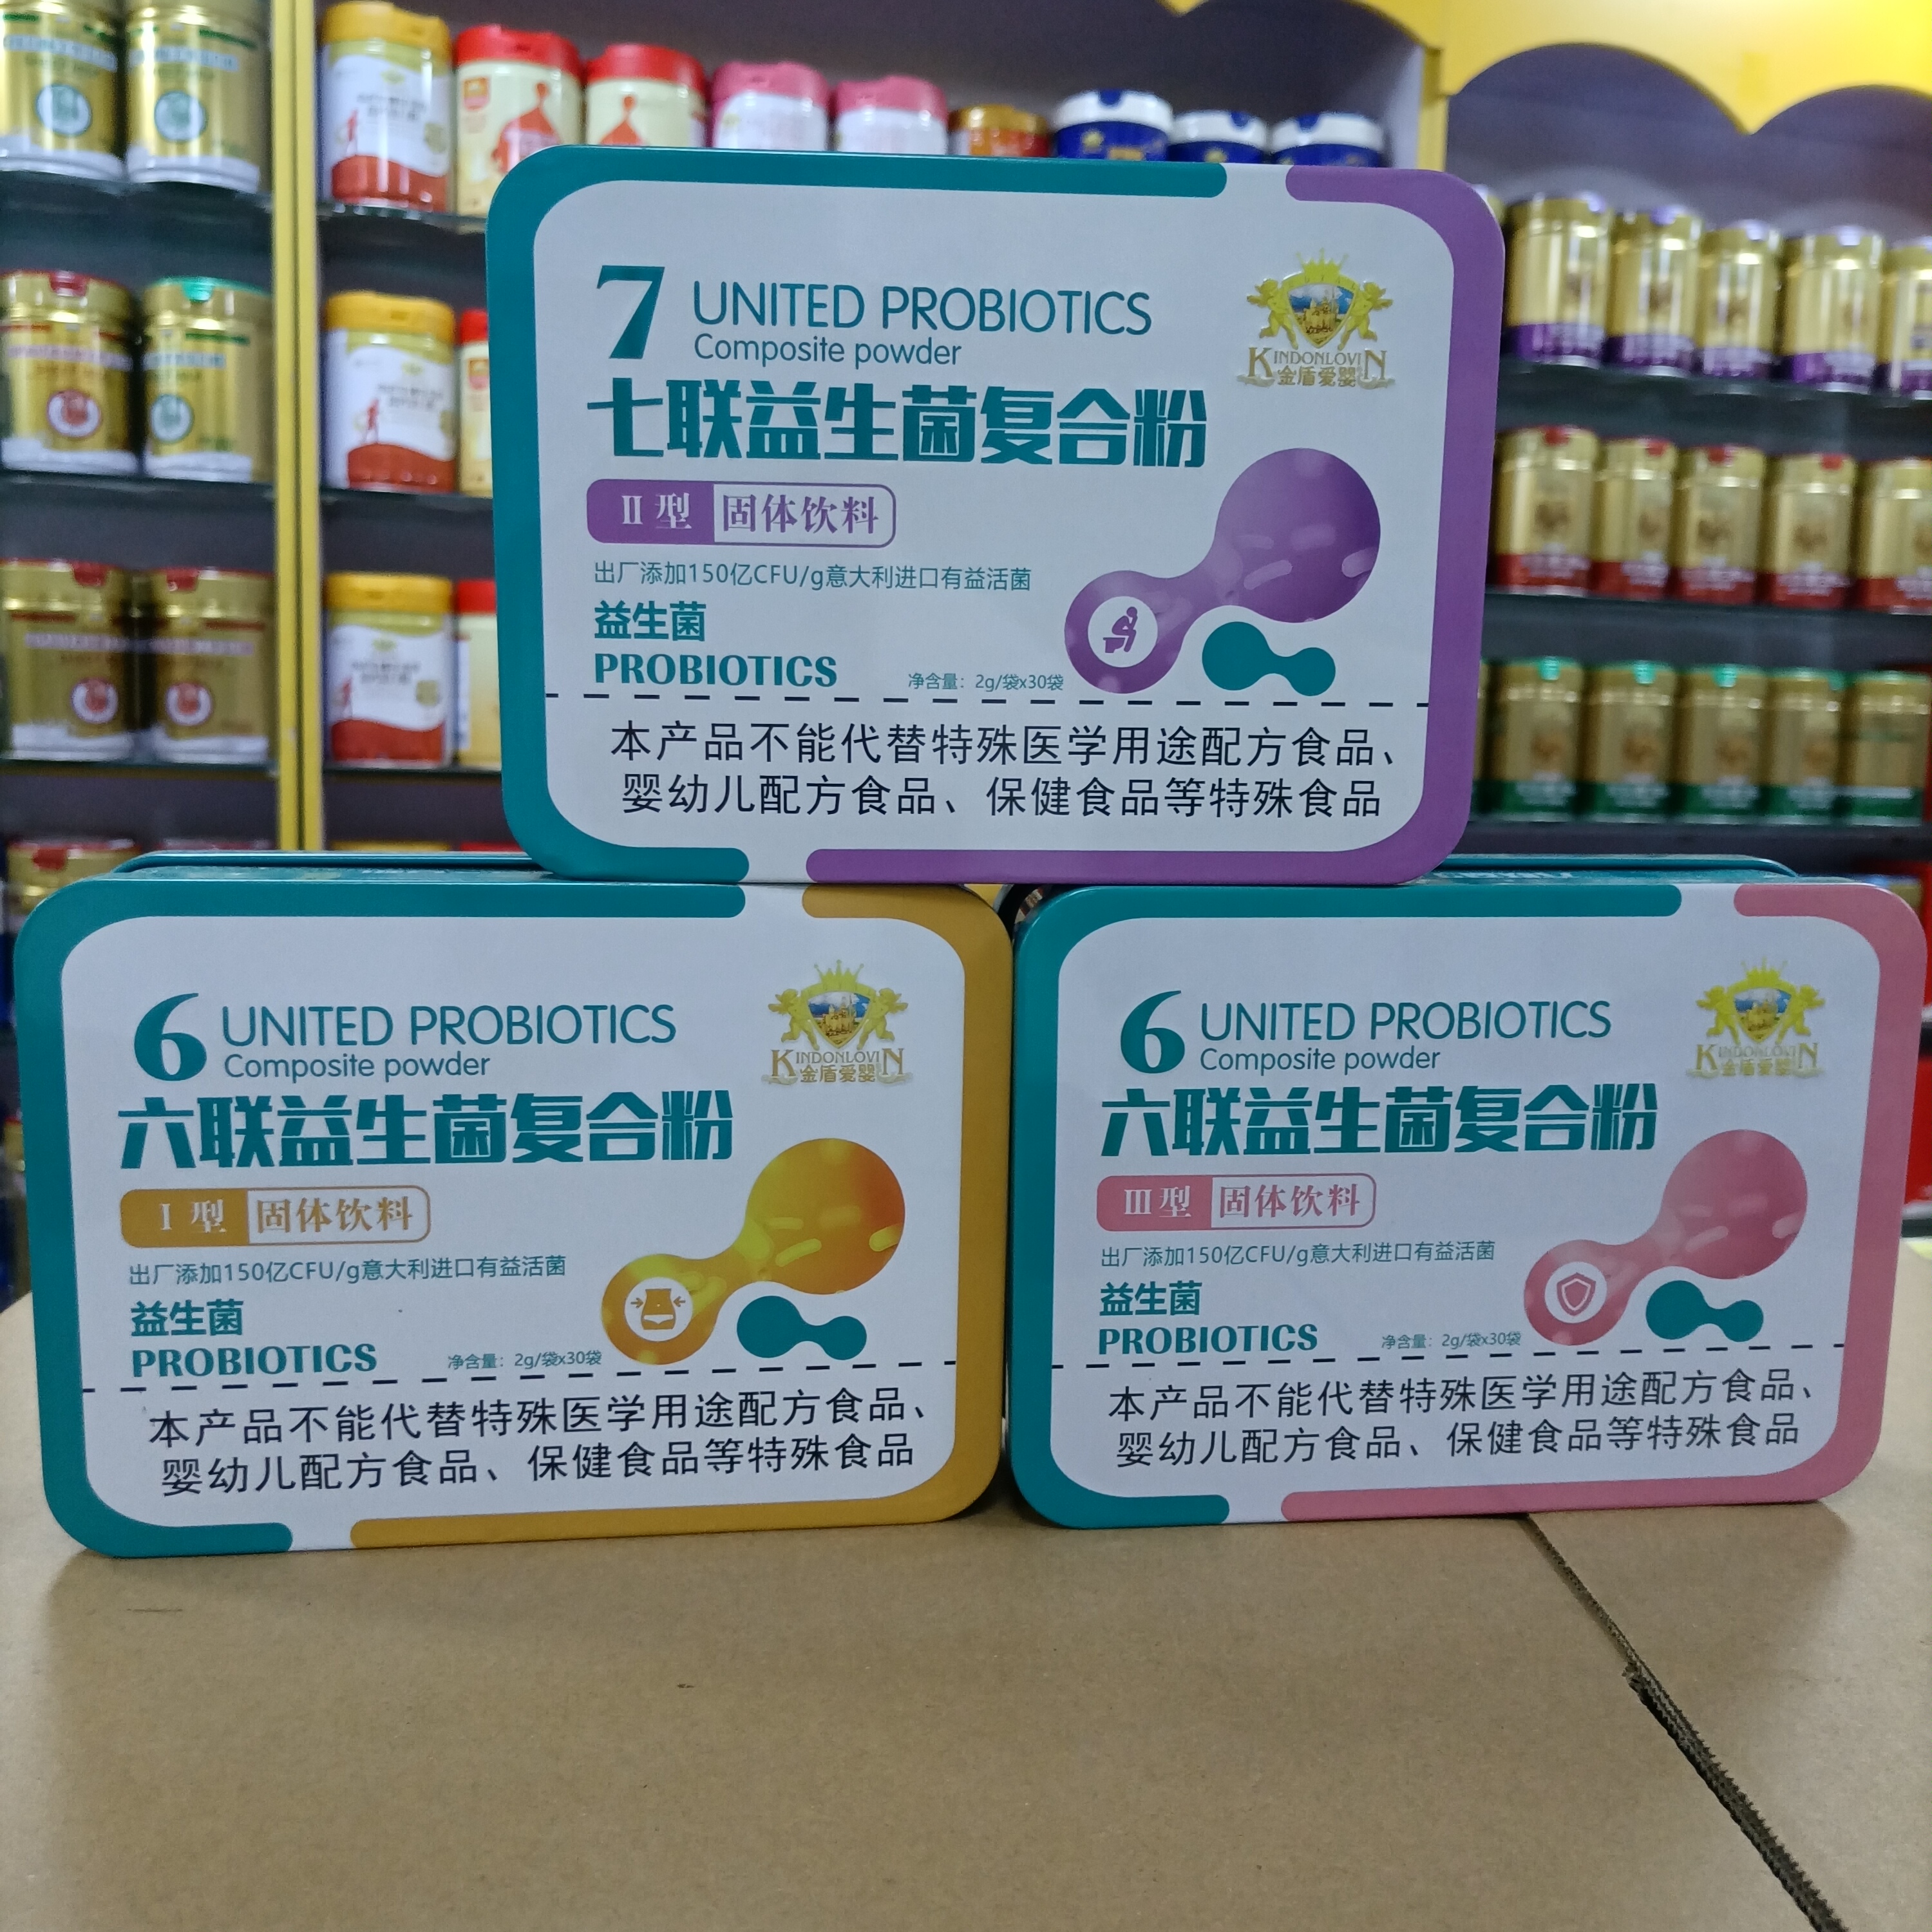 7 UNITED PROBIOTICS
Composite powder
KINDONLOVIN
金盾爱婴
七联益生菌复合粉
II型 固体饮料
出厂添加150亿CFU/g意大利进口有益活菌
益生菌
PROBIOTICS
净含量：2g/袋x30袋
本产品不能代替特殊医学用途配方食品、
婴幼儿配方食品、保健食品等特殊食品
6 UNITED PROBIOTICS
Composite powder
KINDONLOVIN
金盾爱婴
六联益生菌复合粉
I型 固体饮料
出厂添加150亿CFU/g意大利进口有益活菌
益生菌
PROBIOTICS
净含量：2g/袋x30袋
本产品不能代替特殊医学用途配方食品、
婴幼儿配方食品、保健食品等特殊食品
6 UNITED PROBIOTICS
Composite powder
KINDONLOVIN
金盾爱婴
六联益生菌复合粉
III型 固体饮料
出厂添加150亿CFU/g意大利进口有益活菌
益生菌
PROBIOTICS
净含量：2g/袋x30袋
本产品不能代替特殊医学用途配方食品、
婴幼儿配方食品、保健食品等特殊食品